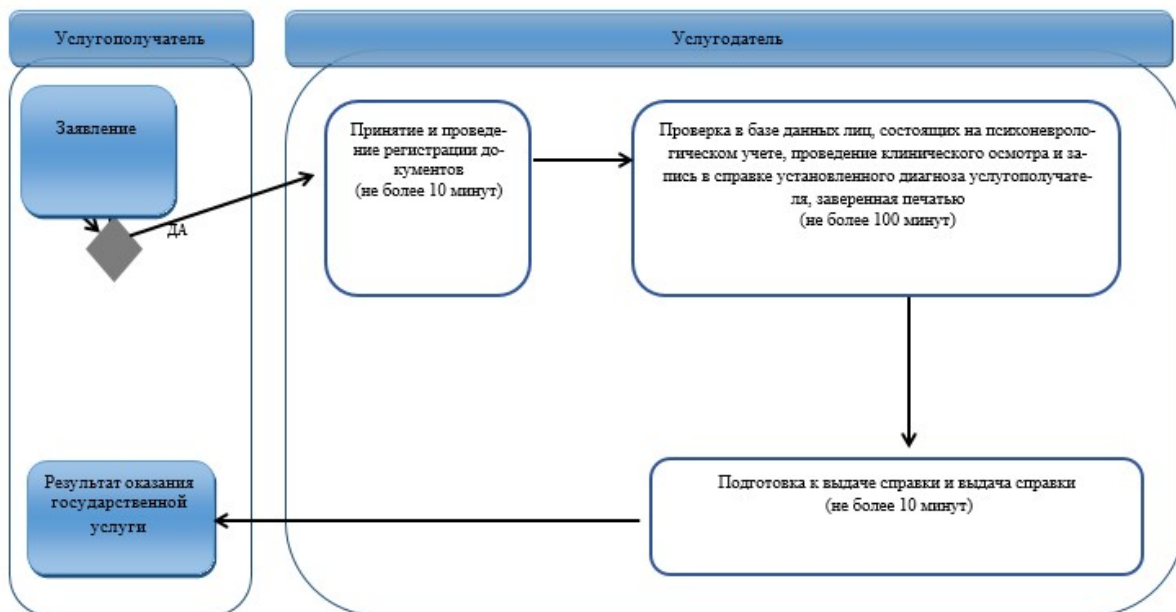 Услугополучатель
Услугодатель
Заявление
ДА
Принятие и проведе-
ние регистрации до-
кументов
(не более 10 минут)
Проверка в базе данных лиц, состоящих на психоневроло-
гическом учете, проведение клинического осмотра и за-
пись в справке установленного диагноза услугополучате-
ля, заверенная печатью
(не более 100 минут)
Подготовка к выдаче справки и выдача справки
(не более 10 минут)
Результат оказания
государственной
услуги